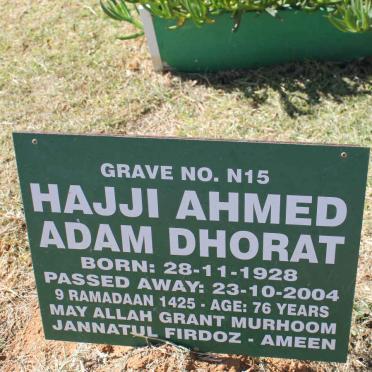 GRAVE NO. N15
HAJJI AHMED
ADAM DHORAT
BORN: 28-11-1928
PASSED AWAY: 23-10-2004
9 RAMADAAN 1425 - AGE: 76 YEARS
MAY ALLAH GRANT MURHOOM
JANNATUL FIRDOZ - AMEEN